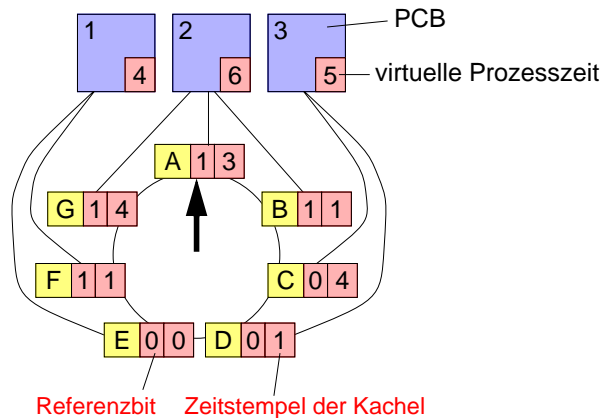 1 2 3 PCB
4 6 5 virtuelle Prozesszeit
A 1 3
G 1 4 B 1 1
F 1 1 C 0 4
E 0 0 D 0 1
Referenzbit Zeitstempel der Kachel